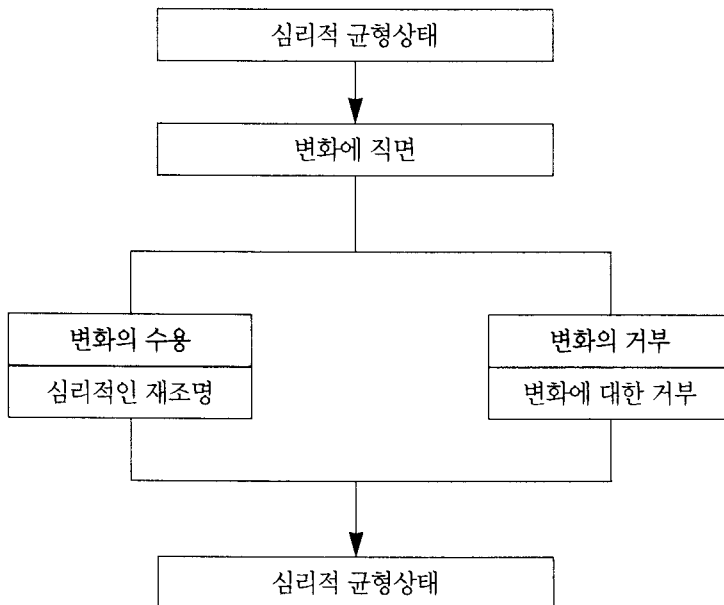 심리적 균형상태
변화에 직면
변화의 수용
심리적인 재조명
변화의 거부
변화에 대한 거부
심리적 균형상태